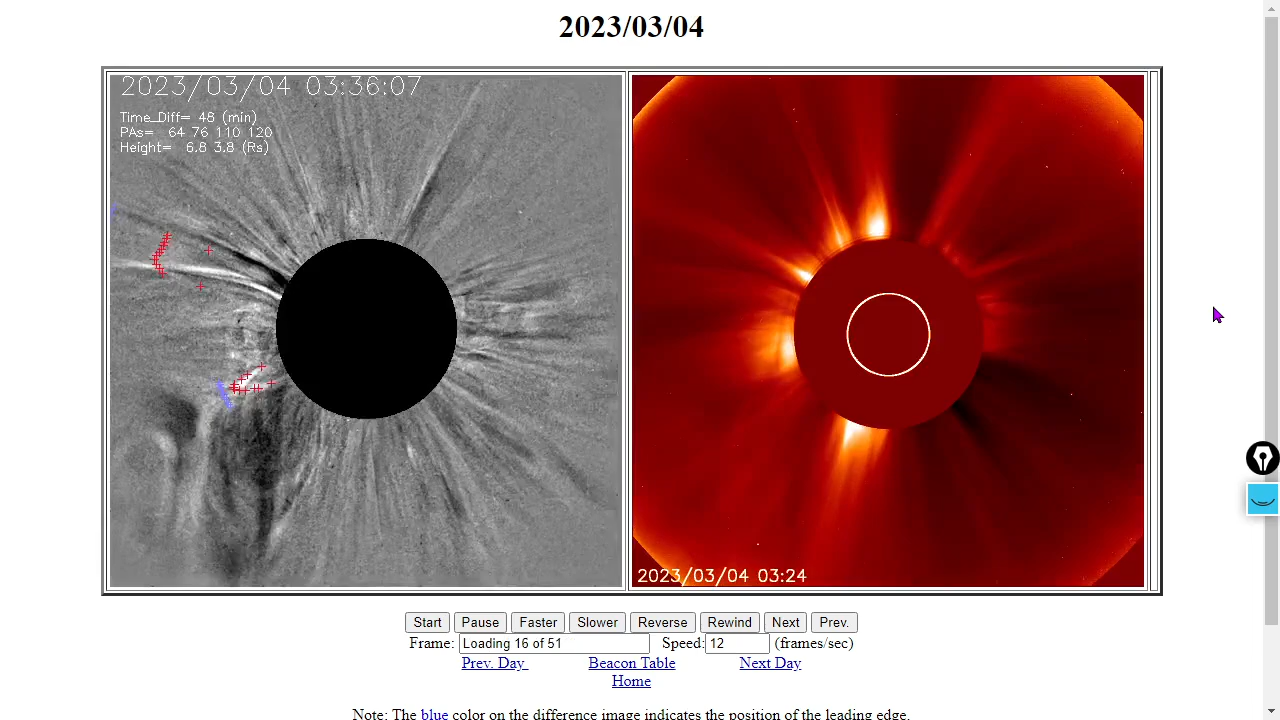 2023/03/04
2023/03/04 03:36:07
Time_Diff= 48 (min)
PAs= 64 76 110 120
Height= 6.8 3.8 (Rs)
2023/03/04 03:24
Start Pause Faster Slower Reverse Rewind Next Prev.
Frame: Loading 16 of 51 Speed: 12 (frames/sec)
Prev. Day Beacon Table Next Day
Home
Note: The blue color on the difference image indicates the position of the leading edge.